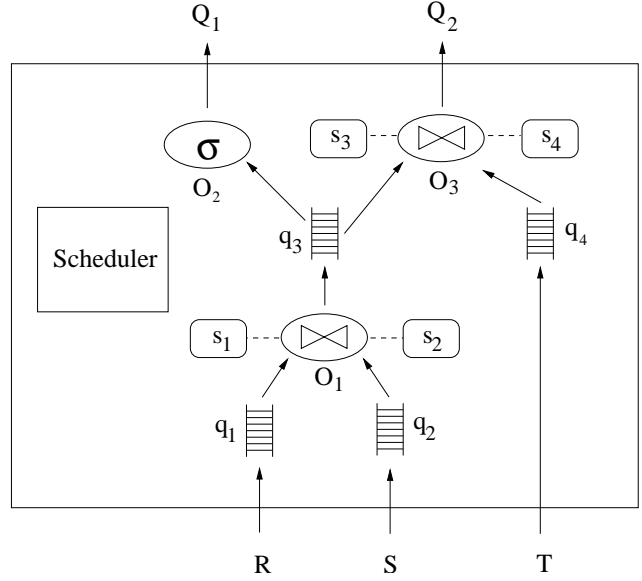 Q1 Q2
s3 s4
σ
O2 O3
q3 q4
Scheduler
s1 s2
O1
q1 q2
R S T